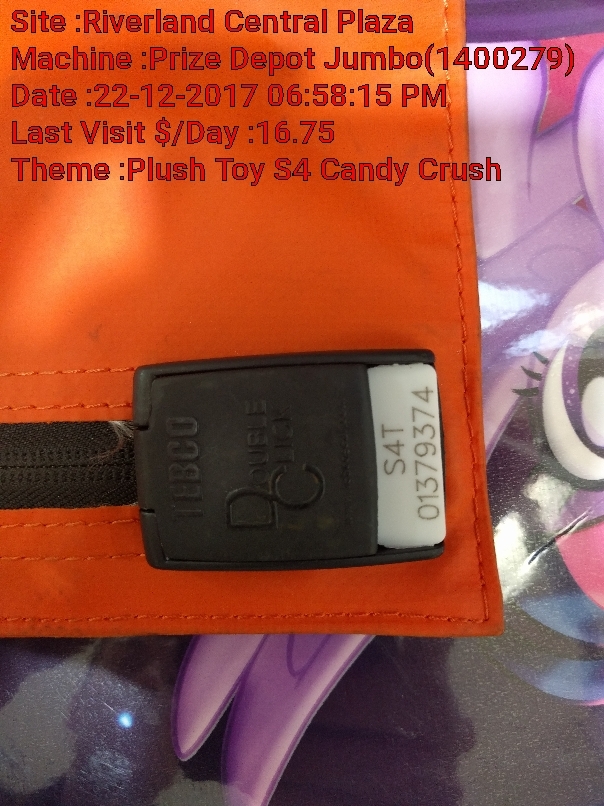 Site :Riverland Central Plaza
Machine :Prize Depot Jumbo(1400279)
Date :22-12-2017 06:58:15 PM
Last Visit $/Day :16.75
Theme :Plush Toy S4 Candy Crush
TEBCO
DOUBLE
CLICK
S4T
01379374